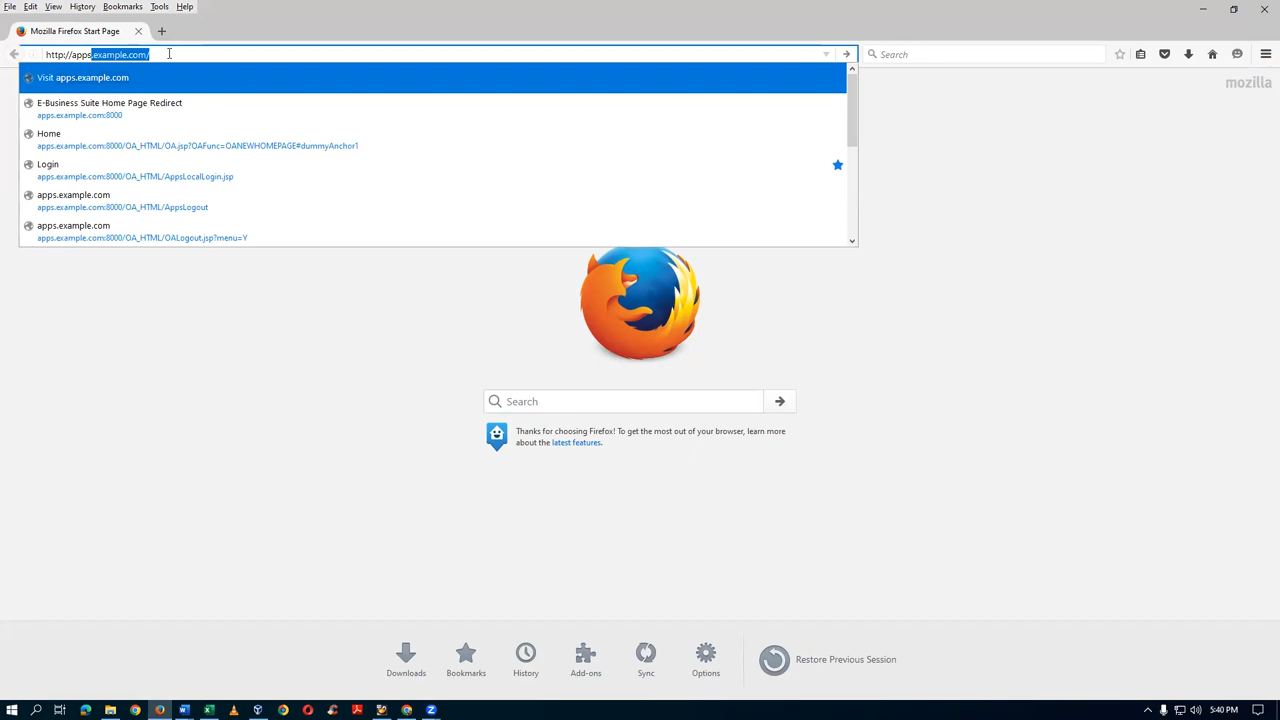 File Edit View History Bookmarks Tools Help
Mozilla Firefox Start Page
http://apps.example.com/
Search
Visit apps.example.com
mozilla
E-Business Suite Home Page Redirect
apps.example.com:8000
Home
apps.example.com:8000/OA_HTML/OA.jsp?OAFunc=OANEWHOMEPAGE#dummyAnchor1
Login
apps.example.com:8000/OA_HTML/AppsLocalLogin.jsp
apps.example.com
apps.example.com:8000/OA_HTML/AppsLogout
apps.example.com
apps.example.com:8000/OA_HTML/OALogout.jsp?menu=Y
Search
Thanks for choosing Firefox! To get the most out of your browser, learn more
about the latest features.
Downloads Bookmarks History Add-ons Sync Options Restore Previous Session
5:40 PM